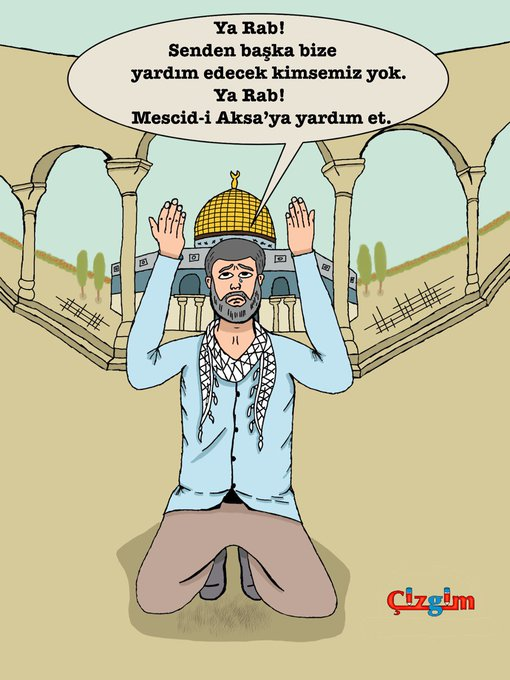 Ya Rab!
Senden başka bize
yardım edecek kimsemiz yok.
Ya Rab!
Mescid-i Aksa'ya yardım et.
Çizgim